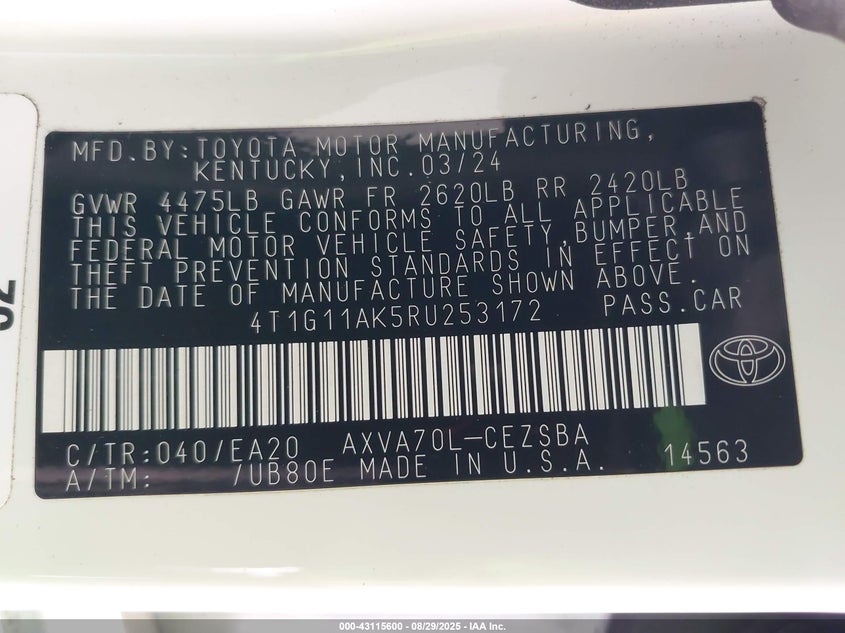 MFD.BY:TOYOTA MOTOR MANUFACTURING,
KENTUCKY,INC.03/24
GVWR 4475LB GAWR FR 2620LB RR 2420LB
THIS VEHICLE CONFORMS TO ALL APPLICABLE
FEDERAL MOTOR VEHICLE SAFETY,BUMPER,AND
THEFT PREVENTION STANDARDS IN EFFECT ON
THE DATE OF MANUFACTURE SHOWN ABOVE.
4T1G11AK5RU253172 PASS.CAR
C/TR:040/EA20 AXVA70L-CEZSBA
A/TM: /UB80E MADE IN U.S.A. 14563
000-43115600 - 08/29/2025 - IAA Inc.